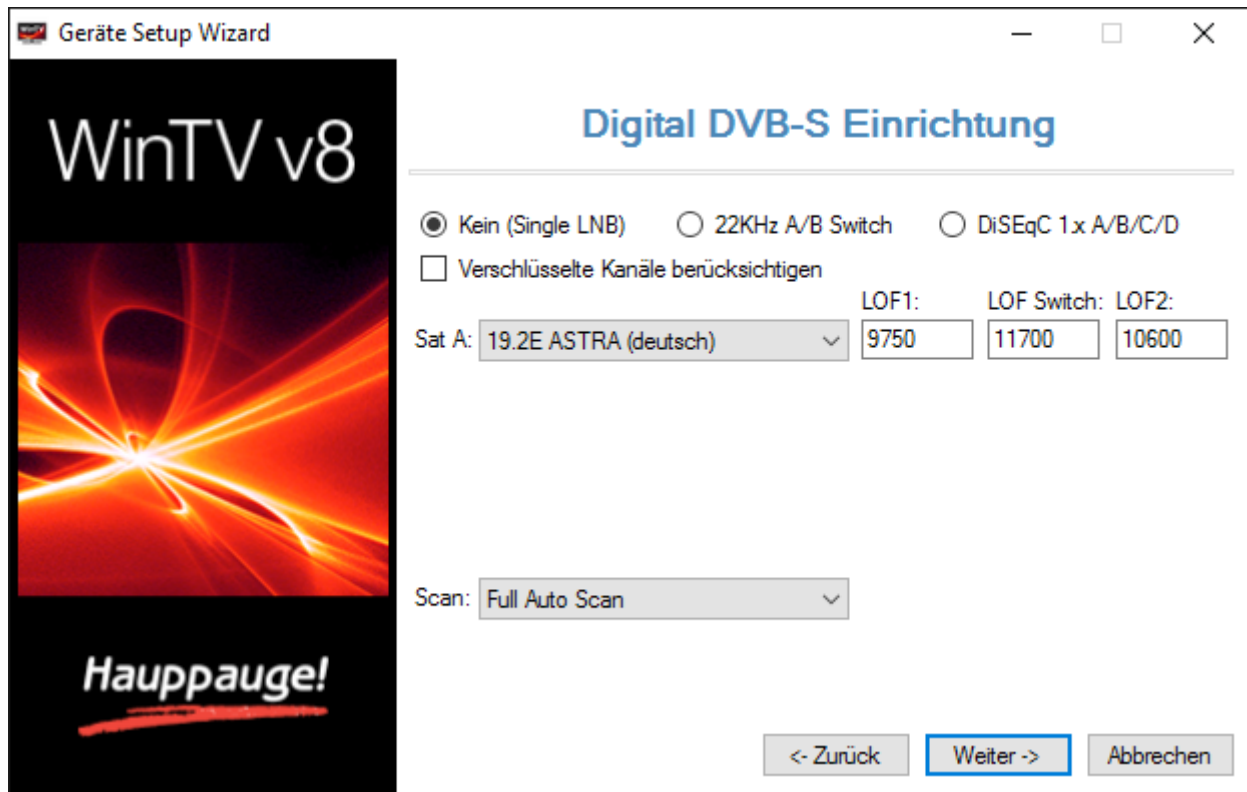 Geräte Setup Wizard
WinTV v8
Digital DVB-S Einrichtung
Kein (Single LNB) 22KHz A/B Switch DiSEqC 1.x A/B/C/D
Verschlüsselte Kanäle berücksichtigen
LOF1: LOF Switch: LOF2:
Sat A: 19.2E ASTRA (deutsch) 9750 11700 10600
Scan: Full Auto Scan
Hauppauge!
<- Zurück Weiter -> Abbrechen